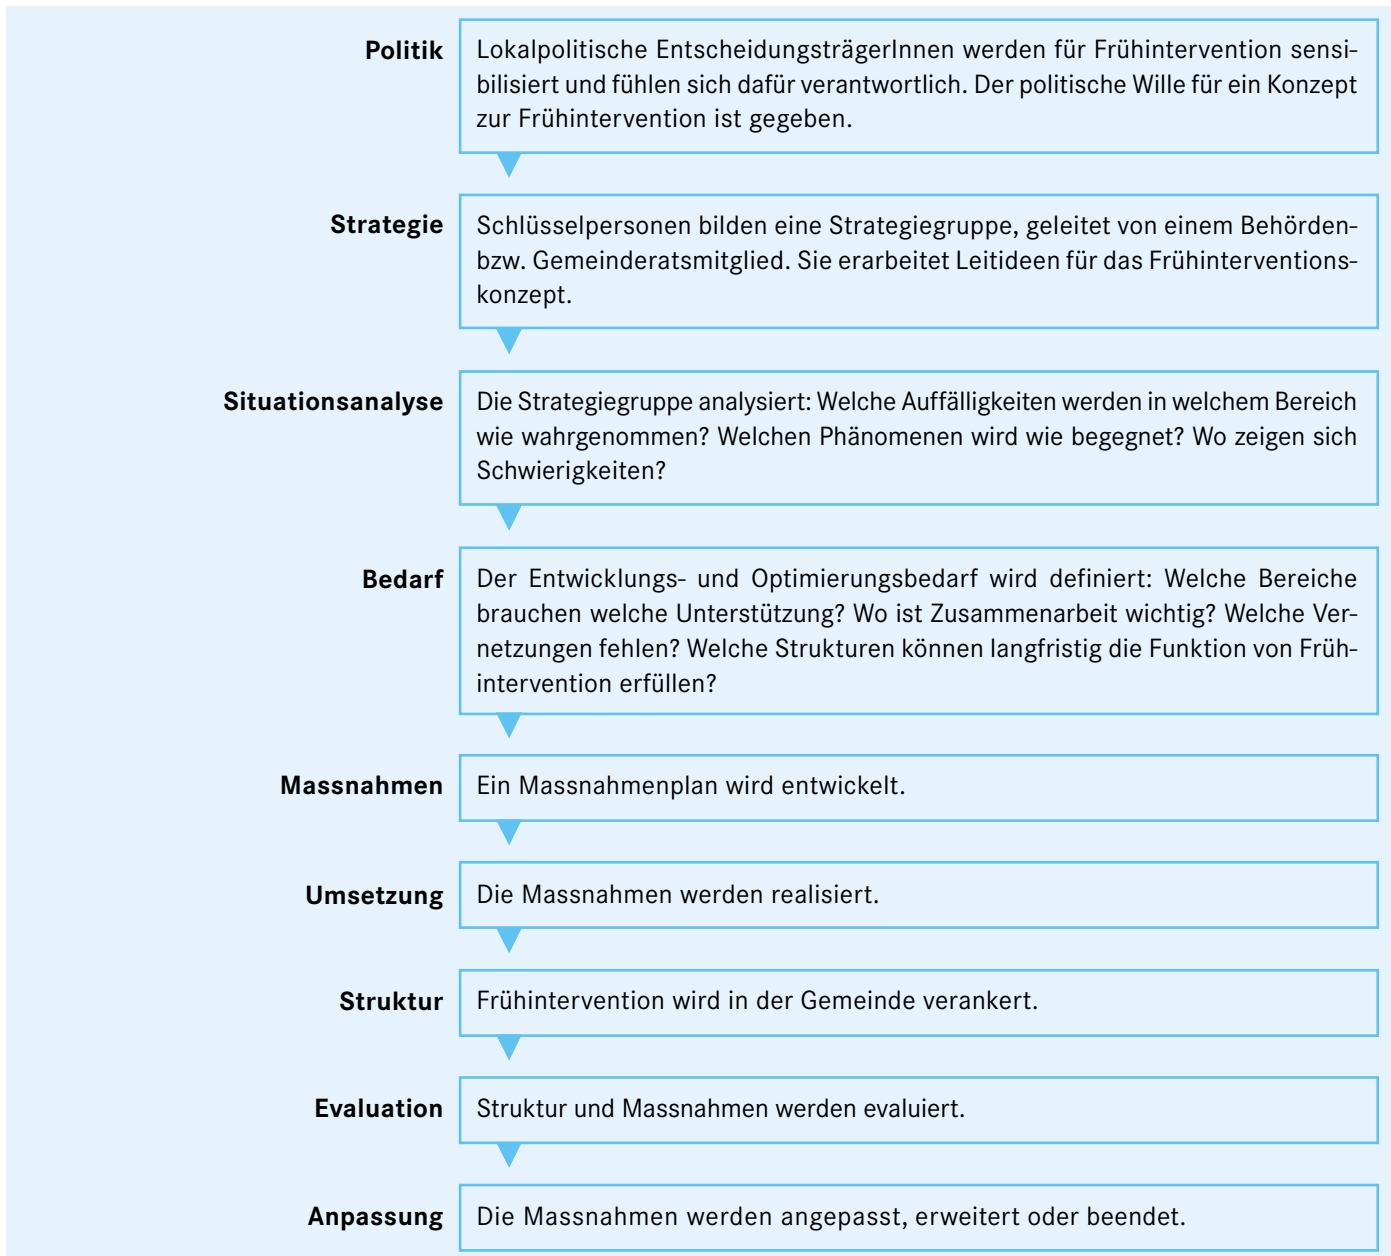 Politik
Lokalpolitische EntscheidungsträgerInnen werden für Frühintervention sensi-
bilisiert und fühlen sich dafür verantwortlich. Der politische Wille für ein Konzept
zur Frühintervention ist gegeben.
Strategie
Schlüsselpersonen bilden eine Strategiegruppe, geleitet von einem Behörden-
bzw. Gemeinderatsmitglied. Sie erarbeitet Leitideen für das Frühinterventions-
konzept.
Situationsanalyse
Die Strategiegruppe analysiert: Welche Auffälligkeiten werden in welchem Bereich
wie wahrgenommen? Welchen Phänomenen wird wie begegnet? Wo zeigen sich
Schwierigkeiten?
Bedarf
Der Entwicklungs- und Optimierungsbedarf wird definiert: Welche Bereiche
brauchen welche Unterstützung? Wo ist Zusammenarbeit wichtig? Welche Ver-
netzungen fehlen? Welche Strukturen können langfristig die Funktion von Früh-
intervention erfüllen?
Massnahmen
Ein Massnahmenplan wird entwickelt.
Umsetzung
Die Massnahmen werden realisiert.
Struktur
Frühintervention wird in der Gemeinde verankert.
Evaluation
Struktur und Massnahmen werden evaluiert.
Anpassung
Die Massnahmen werden angepasst, erweitert oder beendet.